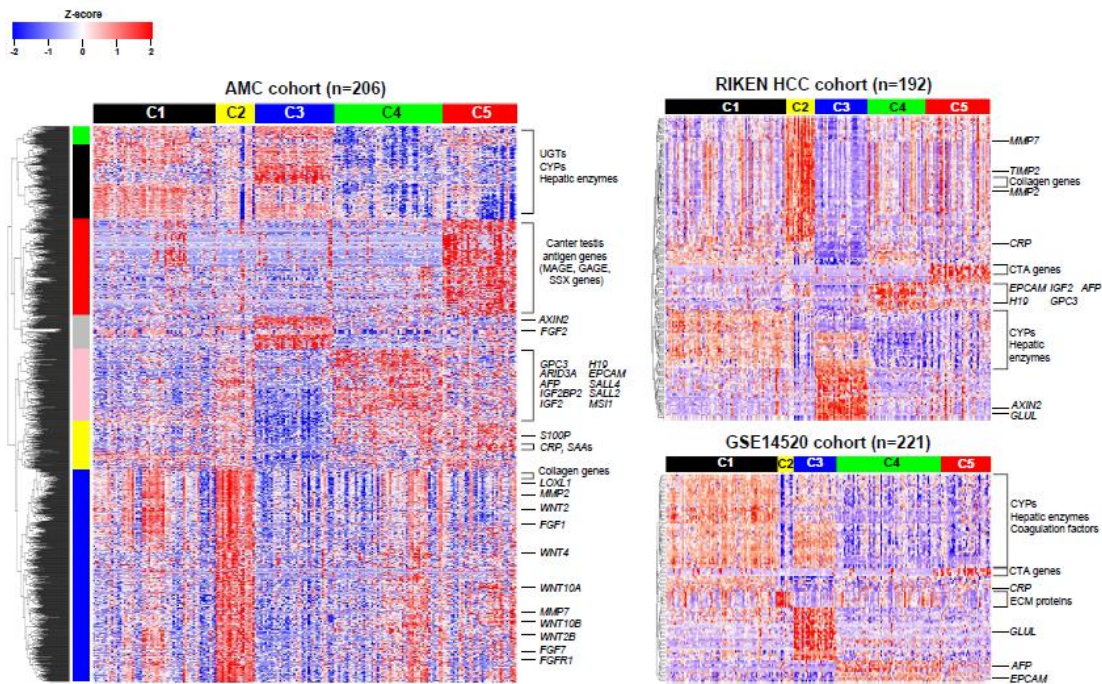 Z-score
-2 -1 0 1 2
AMC cohort (n=206)
C1 C2 C3 C4 C5
UGTs
CYPs
Hepatic enzymes
Canter testis
antigen genes
(MAGE, GAGE,
SSX genes)
AXIN2
FGF2
GPC3 H19
ARID3A EPCAM
AFP SALL4
IGF2BP2 SALL2
IGF2 MSI1
S100P
CRP, SAAs
Collagen genes
LOXL1
MMP2
WNT2
FGF1
WNT4
WNT10A
MMP7
WNT10B
WNT2B
FGF7
FGFR1
RIKEN HCC cohort (n=192)
C1 C2 C3 C4 C5
MMP7
TIMP2
Collagen genes
MMP2
CRP
CTA genes
EPCAM IGF2 AFP
H19 GPC3
CYPs
Hepatic
enzymes
AXIN2
GLUL
GSE14520 cohort (n=221)
C1 C2 C3 C4 C5
CYPs
Hepatic enzymes
Coagulation factors
CTA genes
CRP
ECM proteins
GLUL
AFP
EPCAM